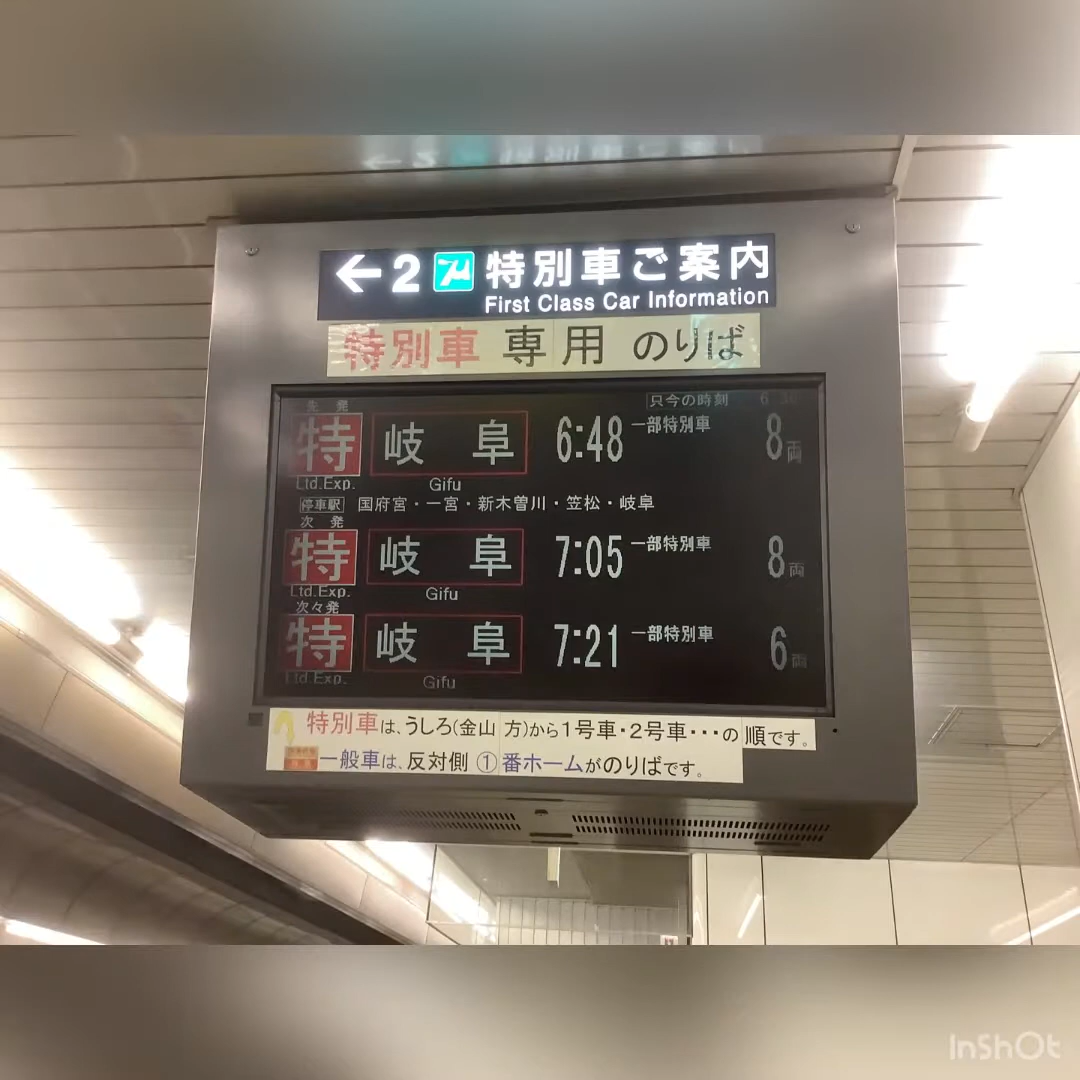 ← 2 μ 特別車ご案内
First Class Car Information
特別車 専用 のりば
先発 只今の時刻 6:30
特 岐阜 6:48 一部特別車 8両
Ltd.Exp. Gifu
停車駅 国府宮・一宮・新木曽川・笠松・岐阜
次発
特 岐阜 7:05 一部特別車 8両
Ltd.Exp. Gifu
次々発
特 岐阜 7:21 一部特別車 6両
Ltd.Exp. Gifu
特別車は、うしろ(金山 方)から1号車・2号車・・・の 順です。
一般車は、反対側 ① 番ホームがのりばです。
InShOt